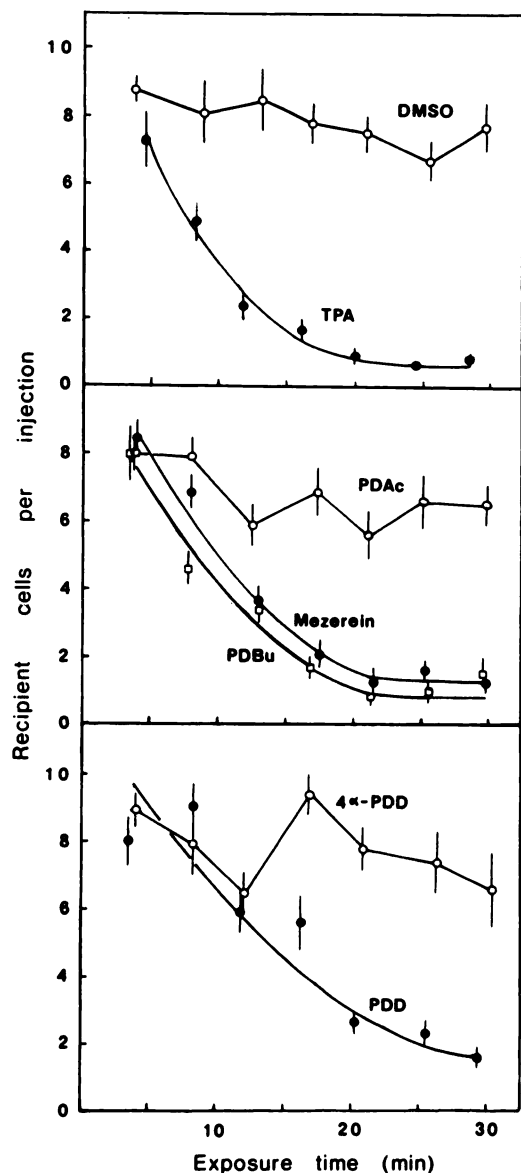 10
8
6
4
2
0
DMSO
TPA
8
6
4
2
0
PDAc
Mezerein
PDBu
10
8
6
4
2
0
4α-PDD
PDD
10
20
30
Exposure time (min)
Recipient cells per injection